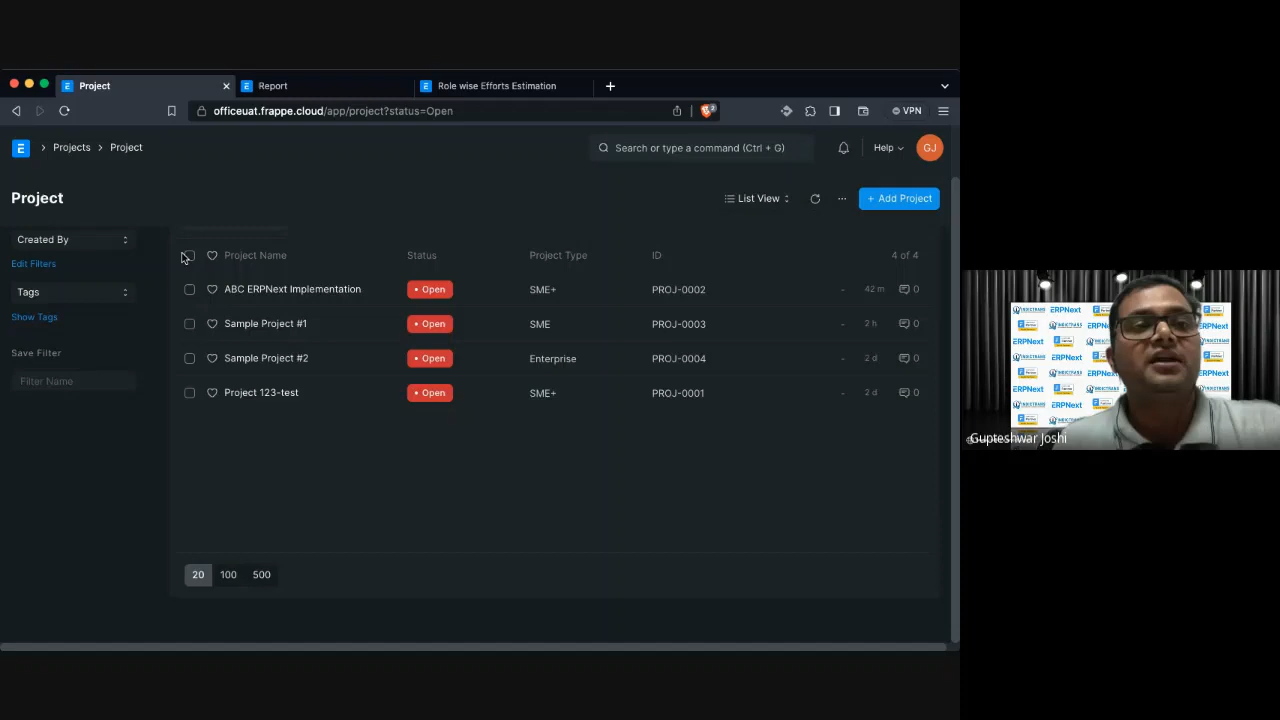 Project
Report
Role wise Efforts Estimation
officeuat.frappe.cloud/app/project?status=Open
2
VPN
E
Projects
Project
Search or type a command (Ctrl + G)
Help
GJ
Project
List View
+ Add Project
Created By
Edit Filters
Tags
Show Tags
Save Filter
Filter Name
Project Name Status Project Type ID 4 of 4
ABC ERPNext Implementation • Open SME+ PROJ-0002 - 42 m 0
Sample Project #1 • Open SME PROJ-0003 - 2 h 0
Sample Project #2 • Open Enterprise PROJ-0004 - 2 d 0
Project 123-test • Open SME+ PROJ-0001 - 2 d 0
20 100 500
INDICTRANS
ERPNext
Gupteshwar Joshi